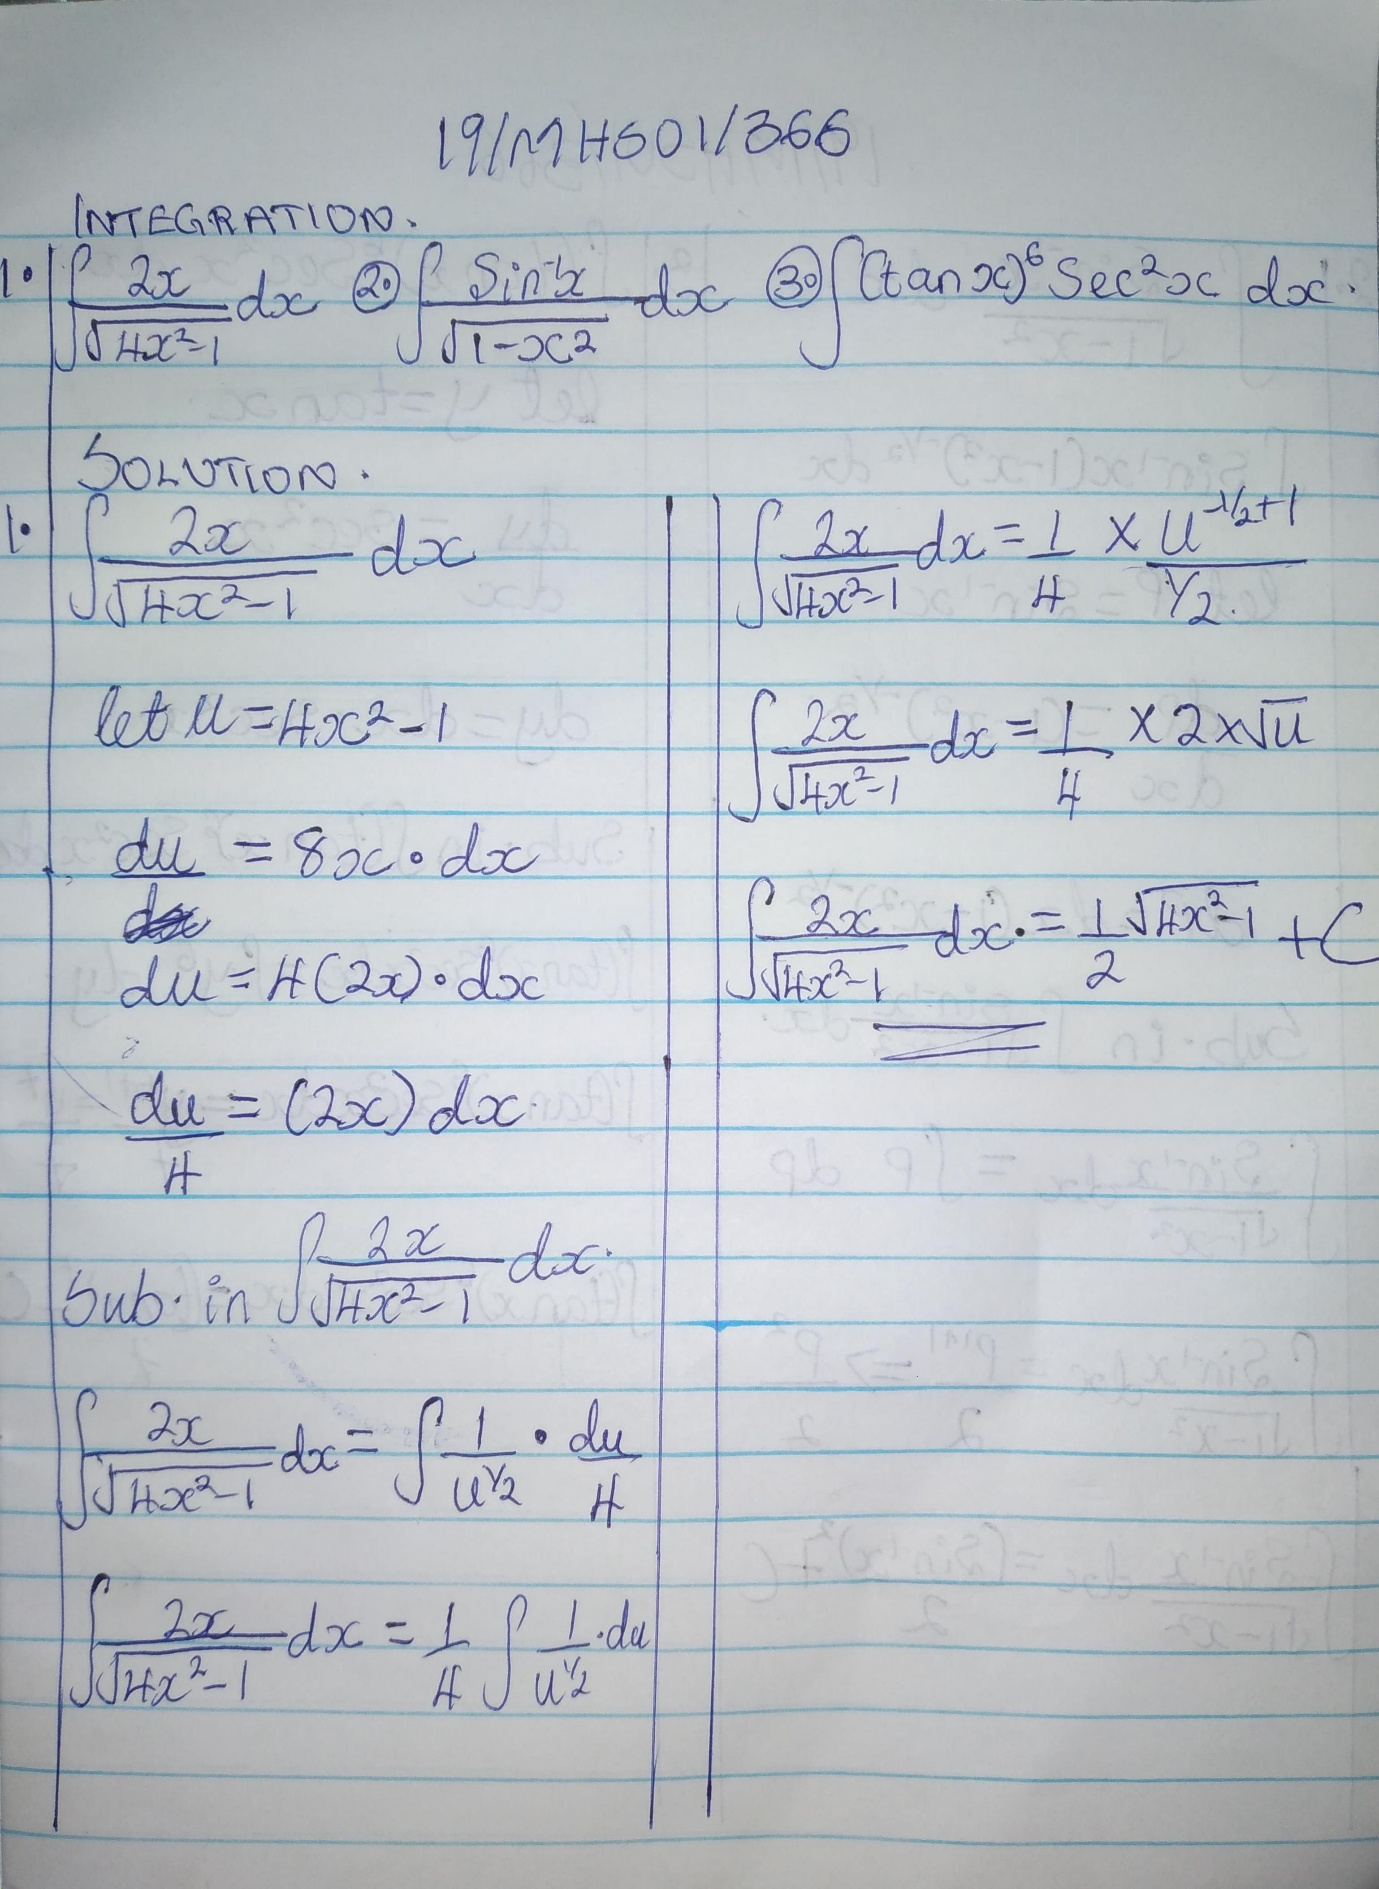 19/MHS01/366
INTEGRATION.
1. ∫ 2x/√(4x²-1) dx ② ∫ Sin⁻¹x/√(1-x²) dx ③ ∫(tan x)⁶ Sec²x dx.
SOLUTION.
1. ∫ 2x/√(4x²-1) dx
let u = 4x²-1
du = 8x · dx
du = 4(2x) · dx
du/4 = (2x) dx.
Sub. in ∫ 2x/√(4x²-1) dx.
∫ 2x/√(4x²-1) dx = ∫ 1/u^½ · du/4
∫ 2x/√(4x²-1) dx = 1/4 ∫ 1/u^½ · du
∫ 2x/√(4x²-1) dx = 1/4 × u^(-½+1)/½.
∫ 2x/√(4x²-1) dx = 1/4 × 2 × √u
∫ 2x/√(4x²-1) dx. = 1/2 √(4x²-1) + C